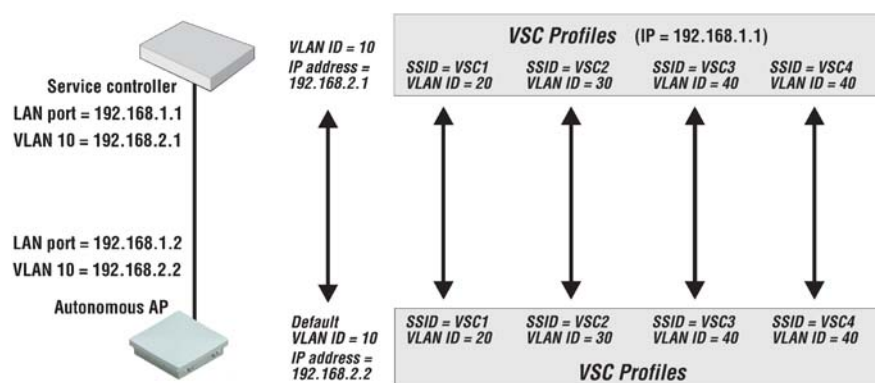 VLAN ID = 10
IP address =
192.168.2.1
VSC Profiles (IP = 192.168.1.1)
SSID = VSC1
VLAN ID = 20
SSID = VSC2
VLAN ID = 30
SSID = VSC3
VLAN ID = 40
SSID = VSC4
VLAN ID = 40
Service controller
LAN port = 192.168.1.1
VLAN 10 = 192.168.2.1
LAN port = 192.168.1.2
VLAN 10 = 192.168.2.2
Autonomous AP
Default
VLAN ID = 10
IP address =
192.168.2.2
SSID = VSC1
VLAN ID = 20
SSID = VSC2
VLAN ID = 30
SSID = VSC3
VLAN ID = 40
SSID = VSC4
VLAN ID = 40
VSC Profiles